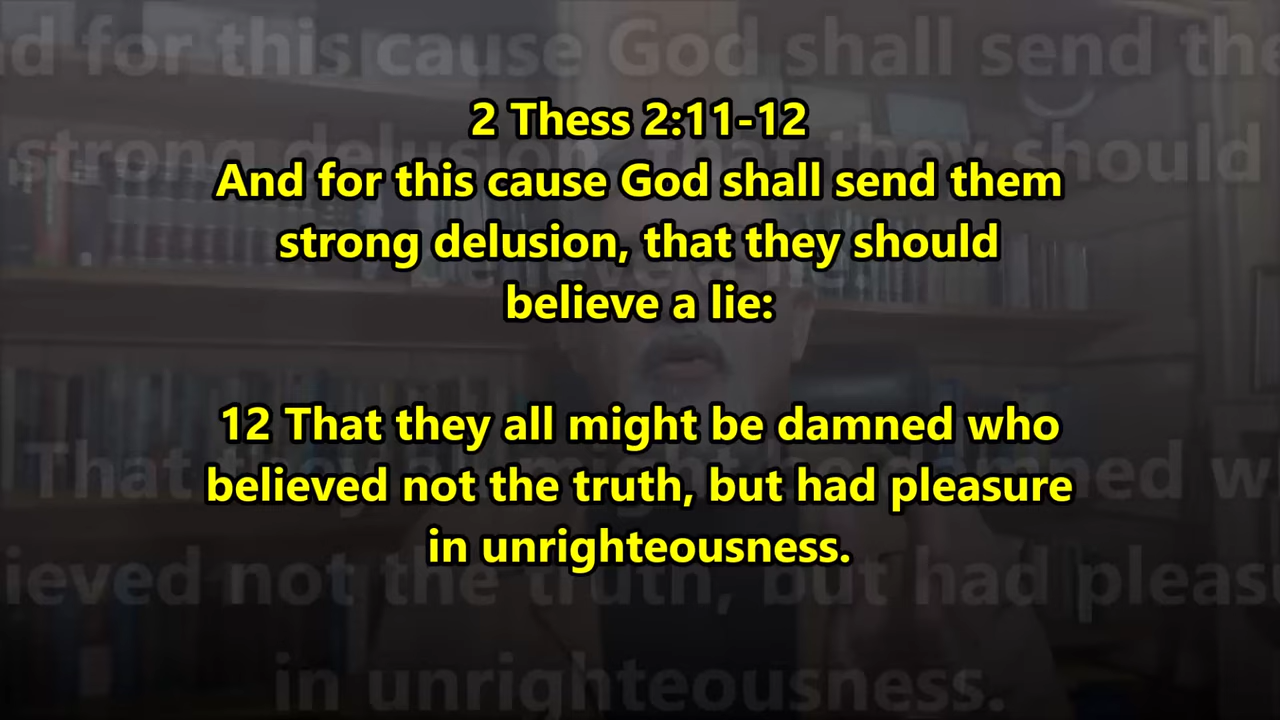 2 Thess 2:11-12
And for this cause God shall send them
strong delusion, that they should
believe a lie:
12 That they all might be damned who
believed not the truth, but had pleasure
in unrighteousness.